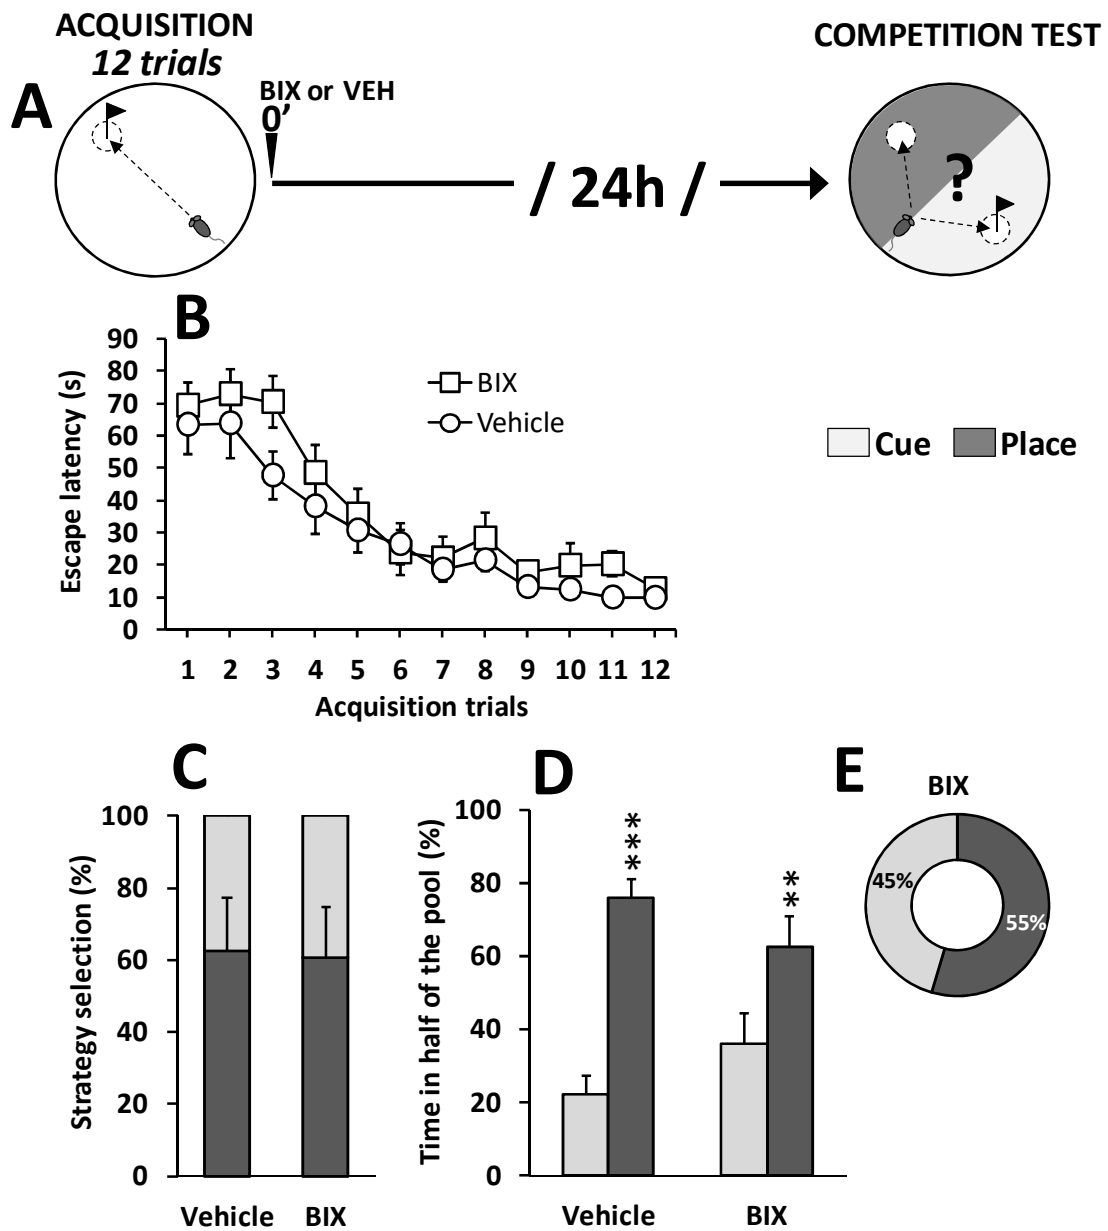 ACQUISITION
12 trials
COMPETITION TEST
A
BIX or VEH
0’
/ 24h /
?
B
Escape latency (s)
90
80
70
60
50
40
30
20
10
0
BIX
Vehicle
1 2 3 4 5 6 7 8 9 10 11 12
Acquisition trials
Cue Place
C
Strategy selection (%)
100
80
60
40
20
0
Vehicle BIX
D
Time in half of the pool (%)
100
80
60
40
20
0
***
**
Vehicle BIX
E
BIX
45%
55%